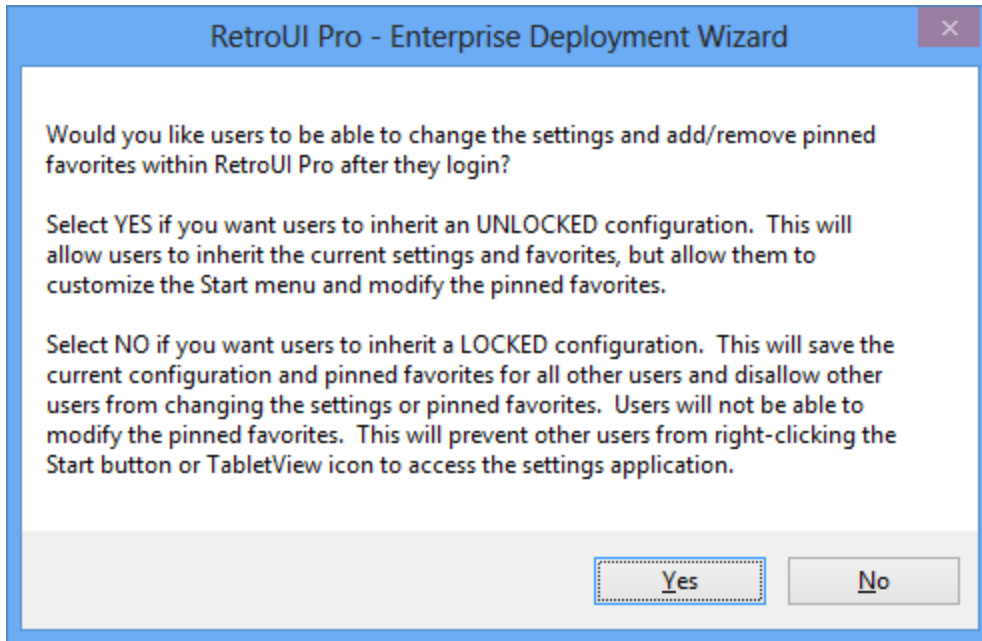 RetroUI Pro - Enterprise Deployment Wizard
Would you like users to be able to change the settings and add/remove pinned
favorites within RetroUI Pro after they login?
Select YES if you want users to inherit an UNLOCKED configuration.  This will
allow users to inherit the current settings and favorites, but allow them to
customize the Start menu and modify the pinned favorites.
Select NO if you want users to inherit a LOCKED configuration.  This will save the
current configuration and pinned favorites for all other users and disallow other
users from changing the settings or pinned favorites.  Users will not be able to
modify the pinned favorites.  This will prevent other users from right-clicking the
Start button or TabletView icon to access the settings application.
Yes
No